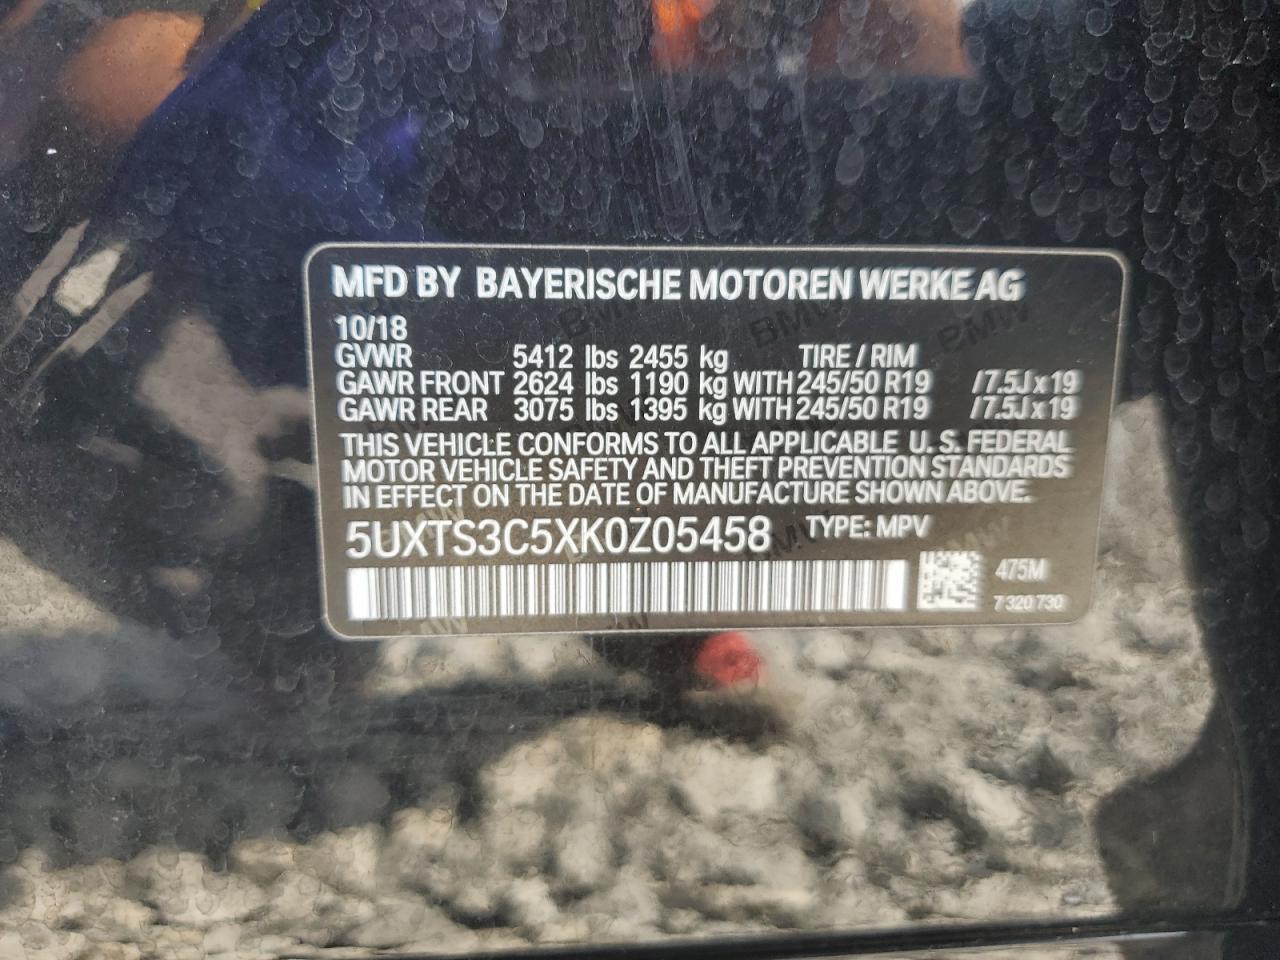 MFD BY BAYERISCHE MOTOREN WERKE AG
10/18
GVWR 5412 lbs 2455 kg TIRE / RIM
GAWR FRONT 2624 lbs 1190 kg WITH 245/50 R19 /7.5J x 19
GAWR REAR 3075 lbs 1395 kg WITH 245/50 R19 /7.5J x 19
THIS VEHICLE CONFORMS TO ALL APPLICABLE U. S. FEDERAL
MOTOR VEHICLE SAFETY AND THEFT PREVENTION STANDARDS
IN EFFECT ON THE DATE OF MANUFACTURE SHOWN ABOVE.
5UXTS3C5XK0Z05458 TYPE: MPV
475M
7 320 730